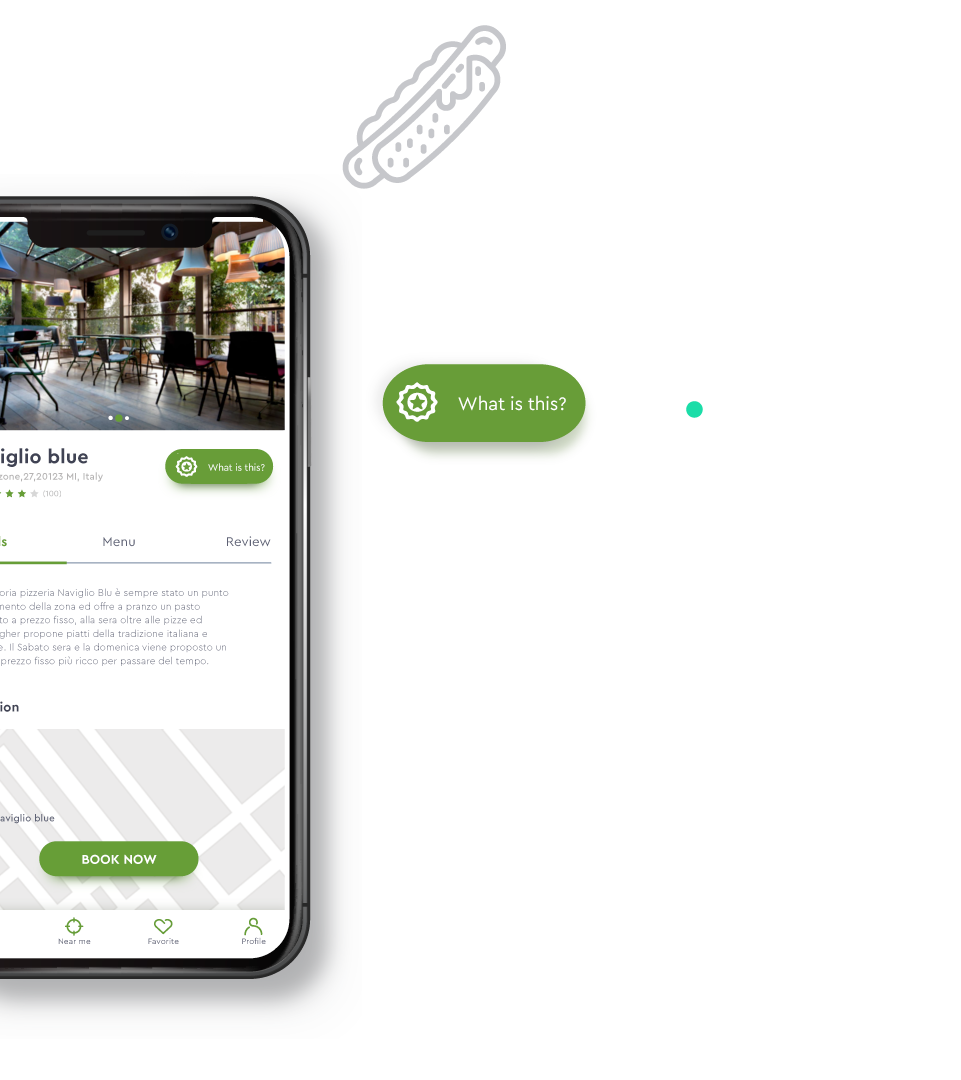 iglio blue
What is this?
zone,27,20123 MI, Italy
(100)
What is this?
Menu
Review
oria pizzeria Naviglio Blu è sempre stato un punto
mento della zona ed offre a pranzo un pasto
to a prezzo fisso, alla sera oltre alle pizze ed
gher propone piatti della tradizione italiana e
e. Il Sabato sera e la domenica viene proposto un
prezzo fisso più ricco per passare del tempo.
ion
aviglio blue
BOOK NOW
Near me
Favorite
Profile